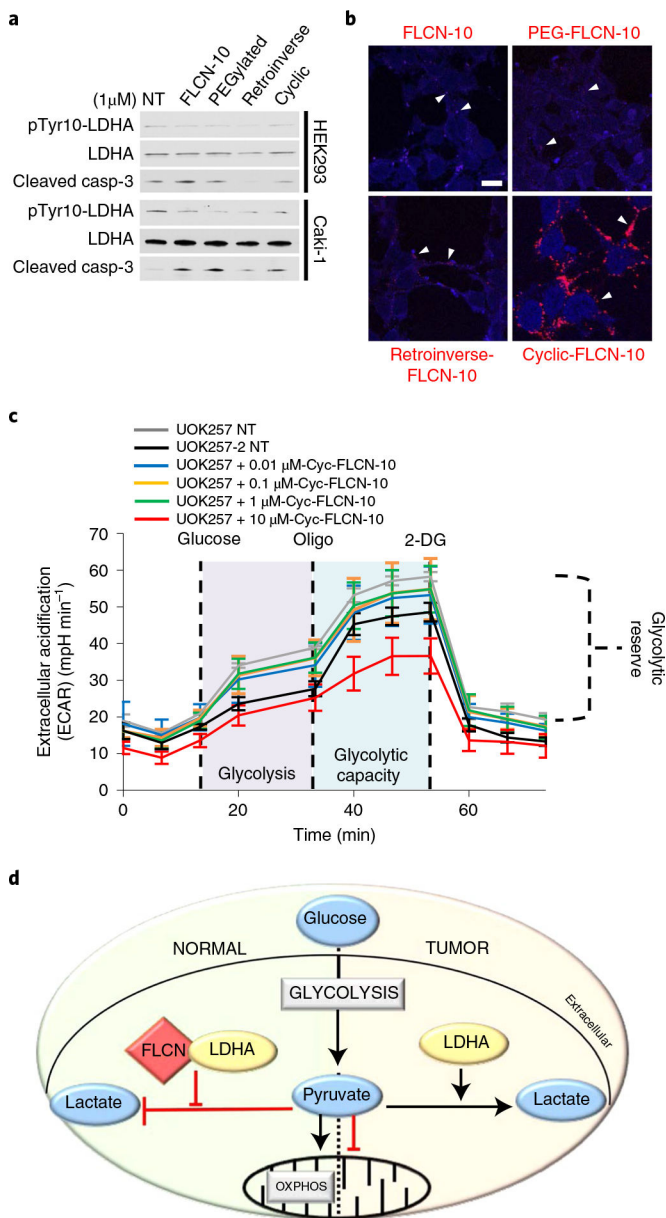 a
(1μM) NT FLCN-10 PEGylated Retroinverse Cyclic
pTyr10-LDHA
LDHA
Cleaved casp-3
HEK293
pTyr10-LDHA
LDHA
Cleaved casp-3
Caki-1
b
FLCN-10 PEG-FLCN-10
Retroinverse-
FLCN-10
Cyclic-FLCN-10
c
UOK257 NT
UOK257-2 NT
UOK257 + 0.01 μM-Cyc-FLCN-10
UOK257 + 0.1 μM-Cyc-FLCN-10
UOK257 + 1 μM-Cyc-FLCN-10
UOK257 + 10 μM-Cyc-FLCN-10
Glucose Oligo 2-DG
Extracellular acidification
(ECAR) (mpH min⁻¹)
70
60
50
40
30
20
10
0
Glycolysis
Glycolytic
capacity
Glycolytic
reserve
0 20 40 60
Time (min)
d
Glucose
NORMAL TUMOR
GLYCOLYSIS
Extracellular
FLCN LDHA
LDHA
Lactate Pyruvate Lactate
OXPHOS